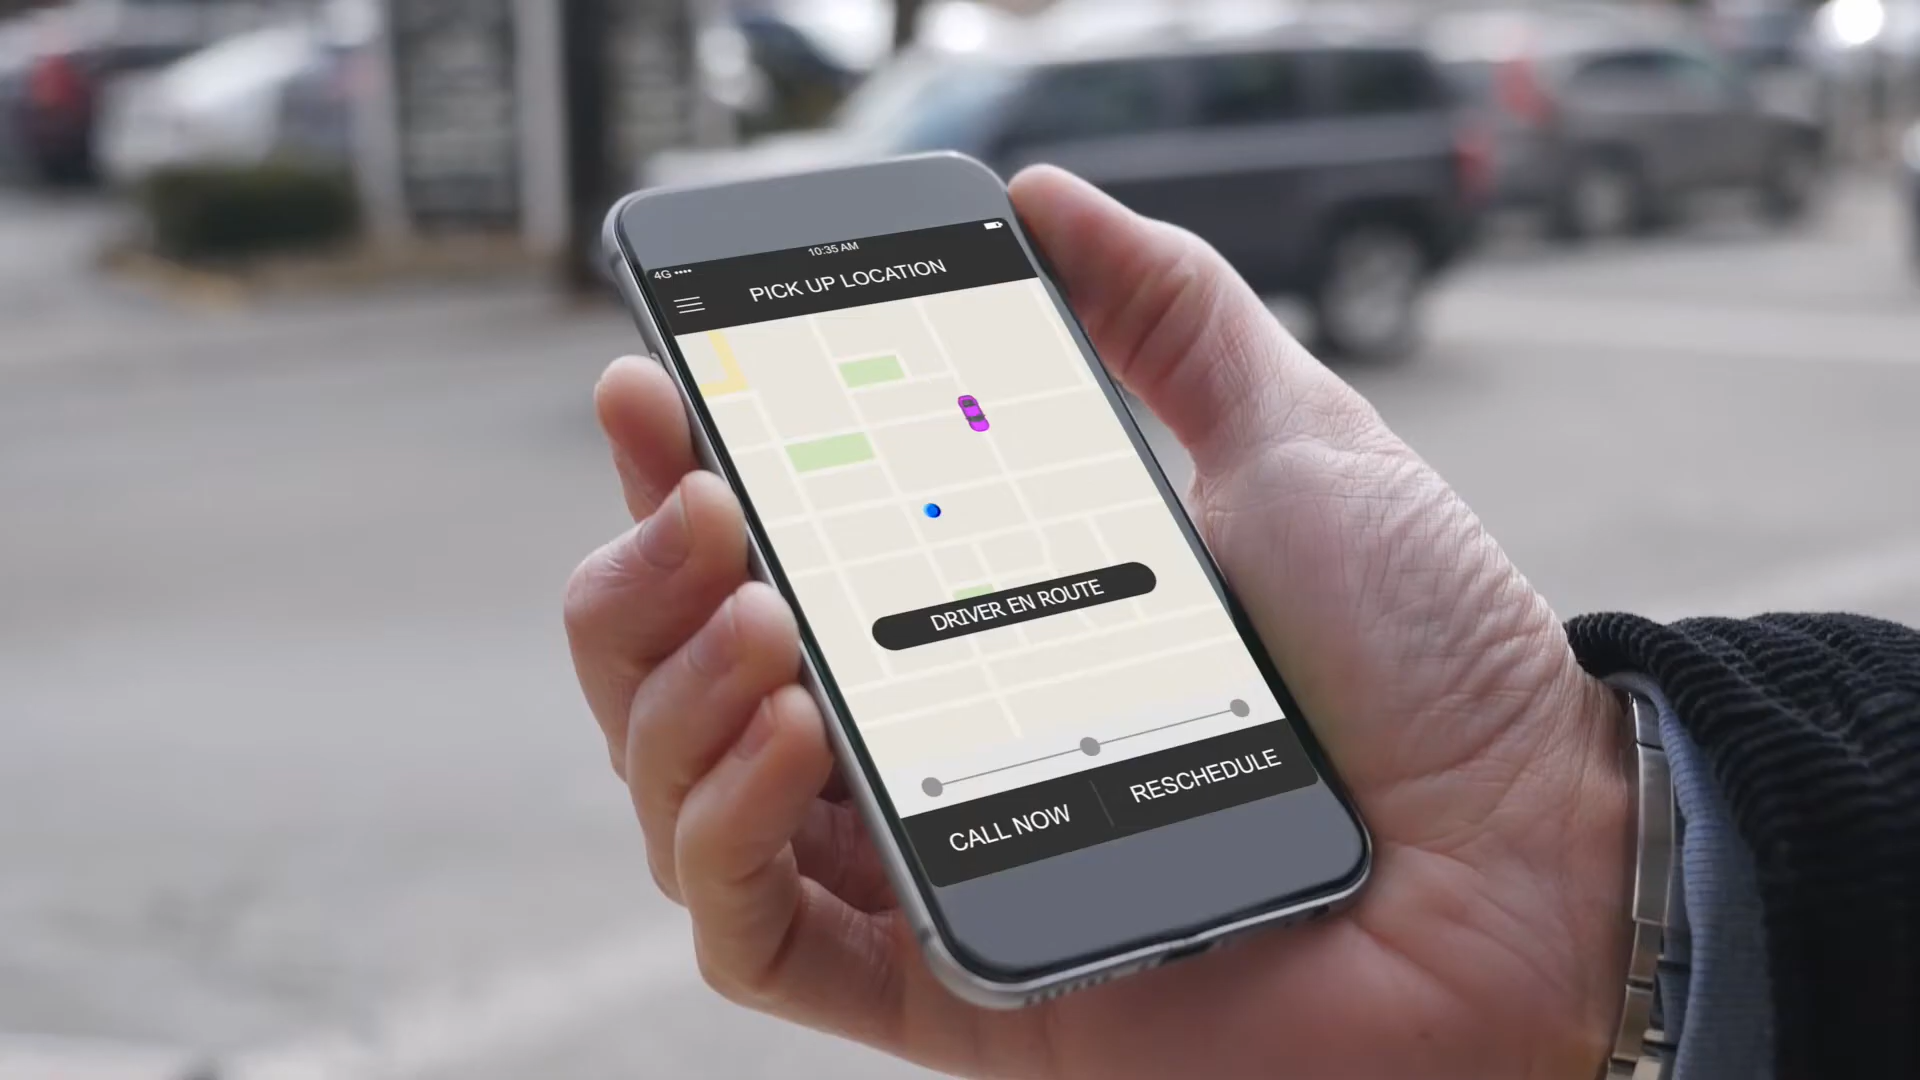 4G
10:35 AM
PICK UP LOCATION
DRIVER EN ROUTE
CALL NOW
RESCHEDULE